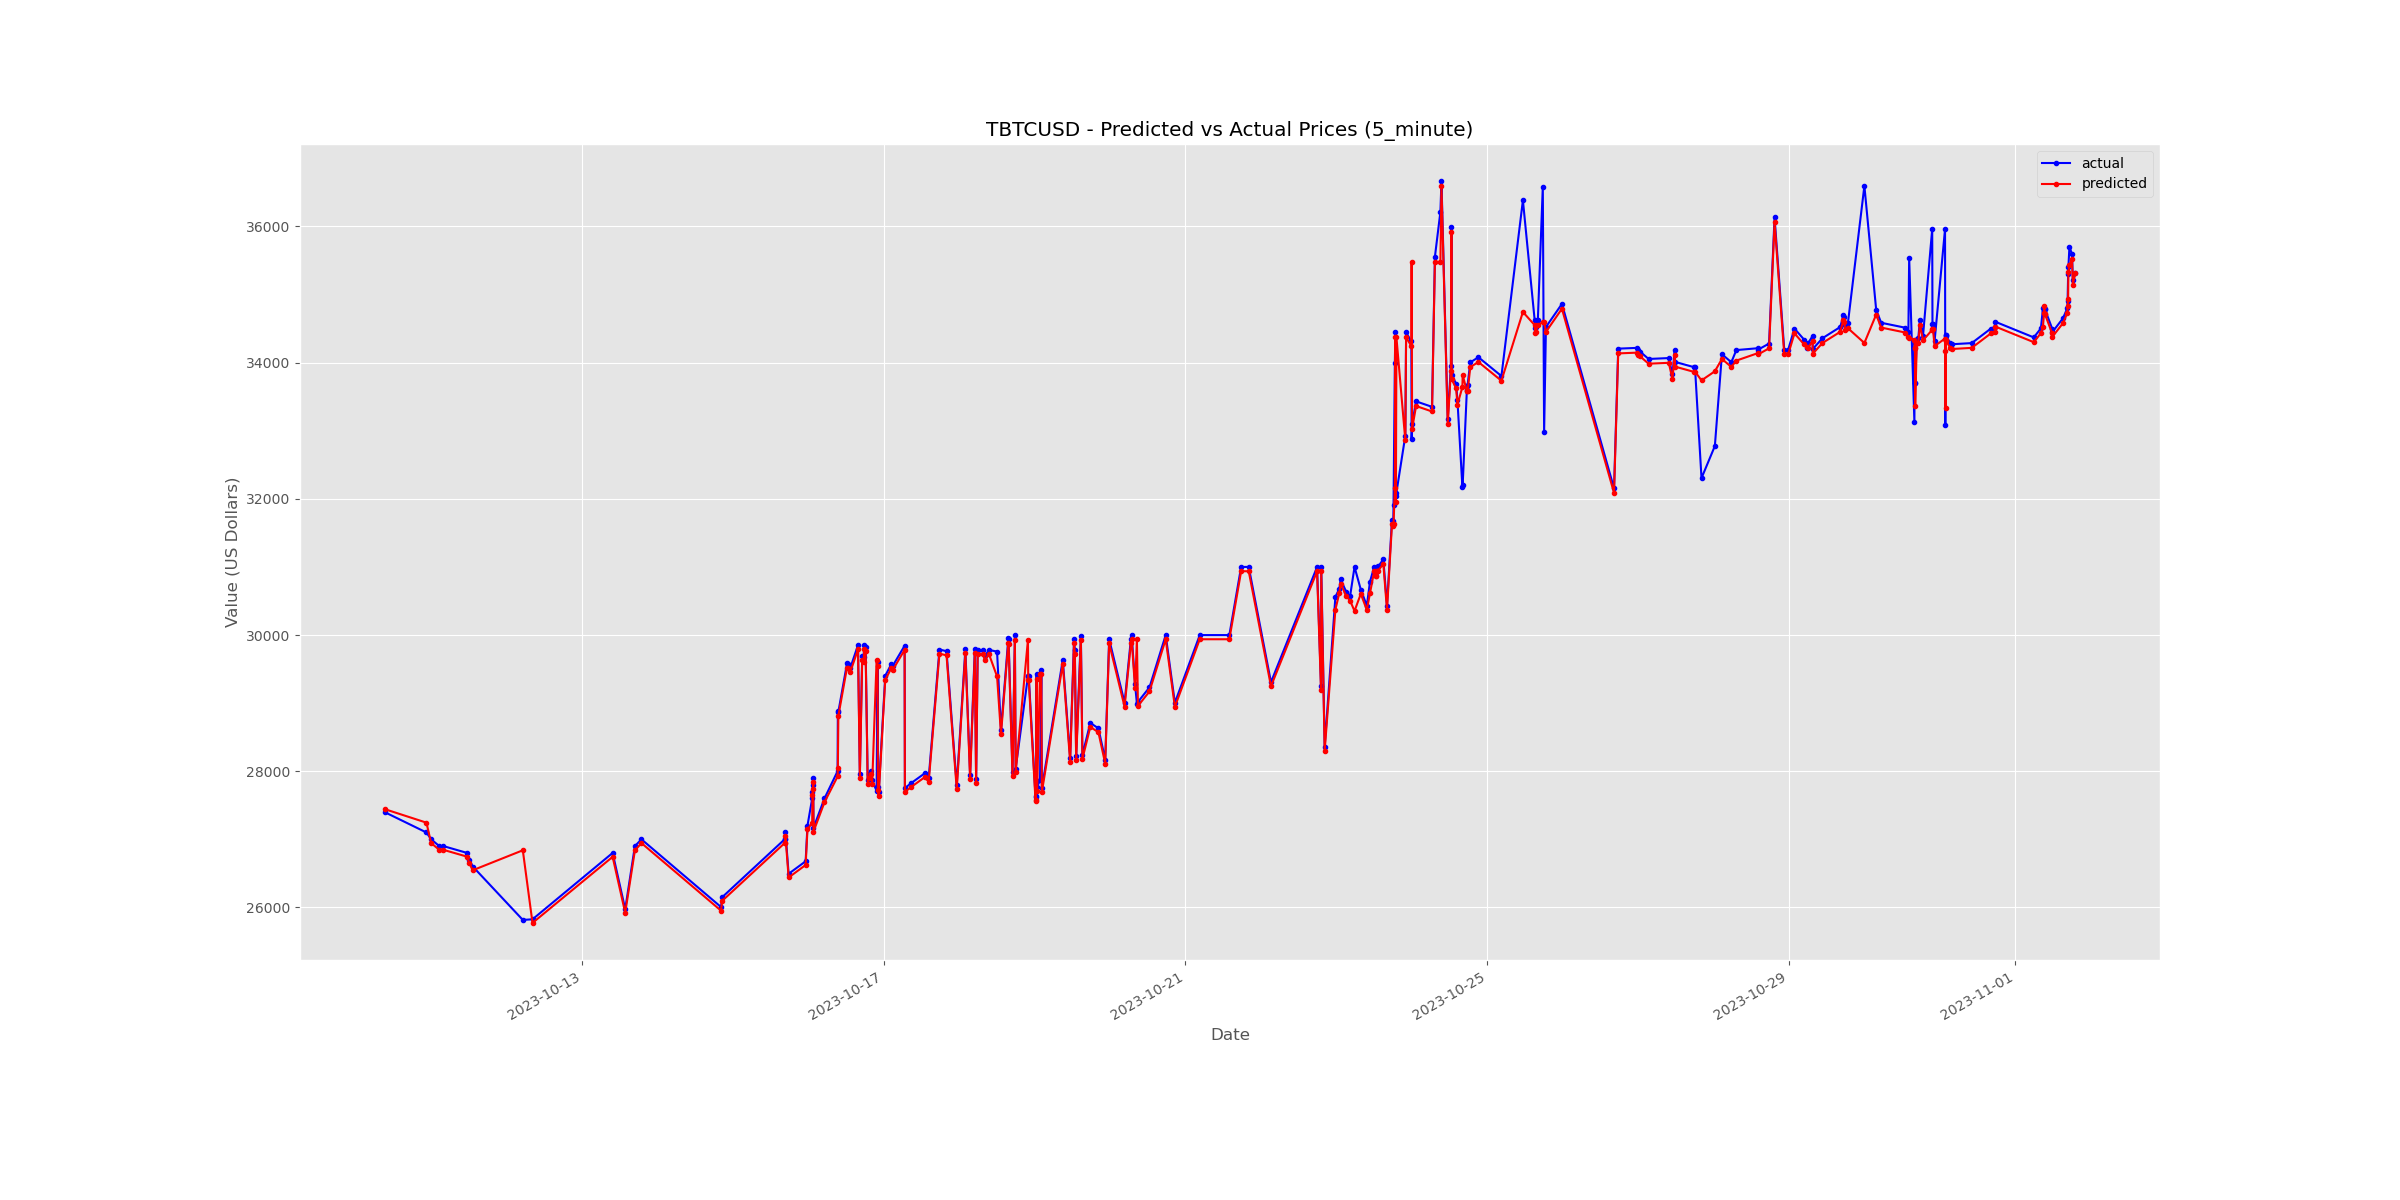 TBTCUSD - Predicted vs Actual Prices (5_minute)
actual
predicted
Value (US Dollars)
36000
34000
32000
30000
28000
26000
2023-10-13
2023-10-17
2023-10-21
2023-10-25
2023-10-29
2023-11-01
Date